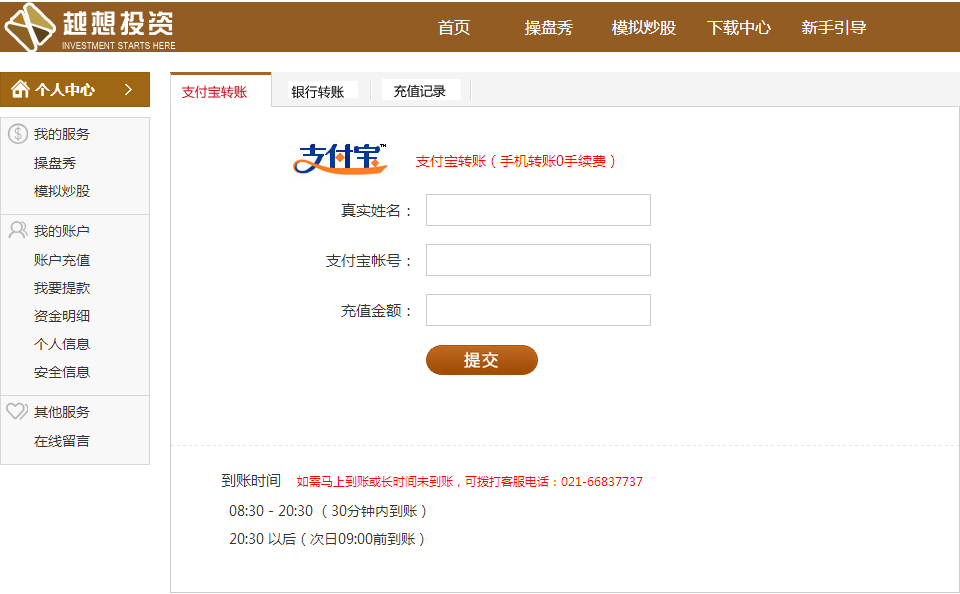 越想投资
INVESTMENT STARTS HERE
首页 操盘秀 模拟炒股 下载中心 新手引导
个人中心
我的服务
操盘秀
模拟炒股
我的账户
账户充值
我要提款
资金明细
个人信息
安全信息
其他服务
在线留言
支付宝转账 银行转账 充值记录
支付宝™ 支付宝转账（手机转账0手续费）
真实姓名：
支付宝帐号：
充值金额：
提交
到账时间 如需马上到账或长时间未到账，可拨打客服电话：021-66837737
08:30 - 20:30 （30分钟内到账）
20:30 以后（次日09:00前到账）